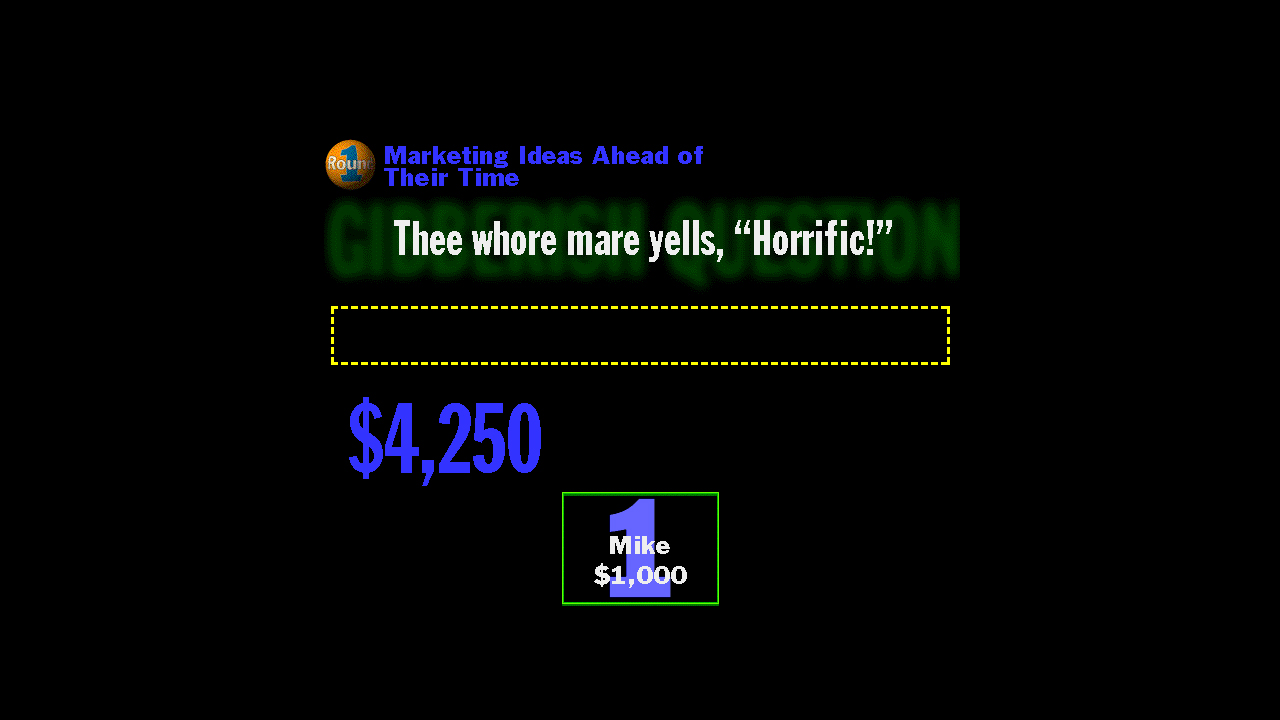 Round 1
Marketing Ideas Ahead of
Their Time
GIBBERISH QUESTION
Thee whore mare yells, “Horrific!”
$4,250
1
Mike
$1,000